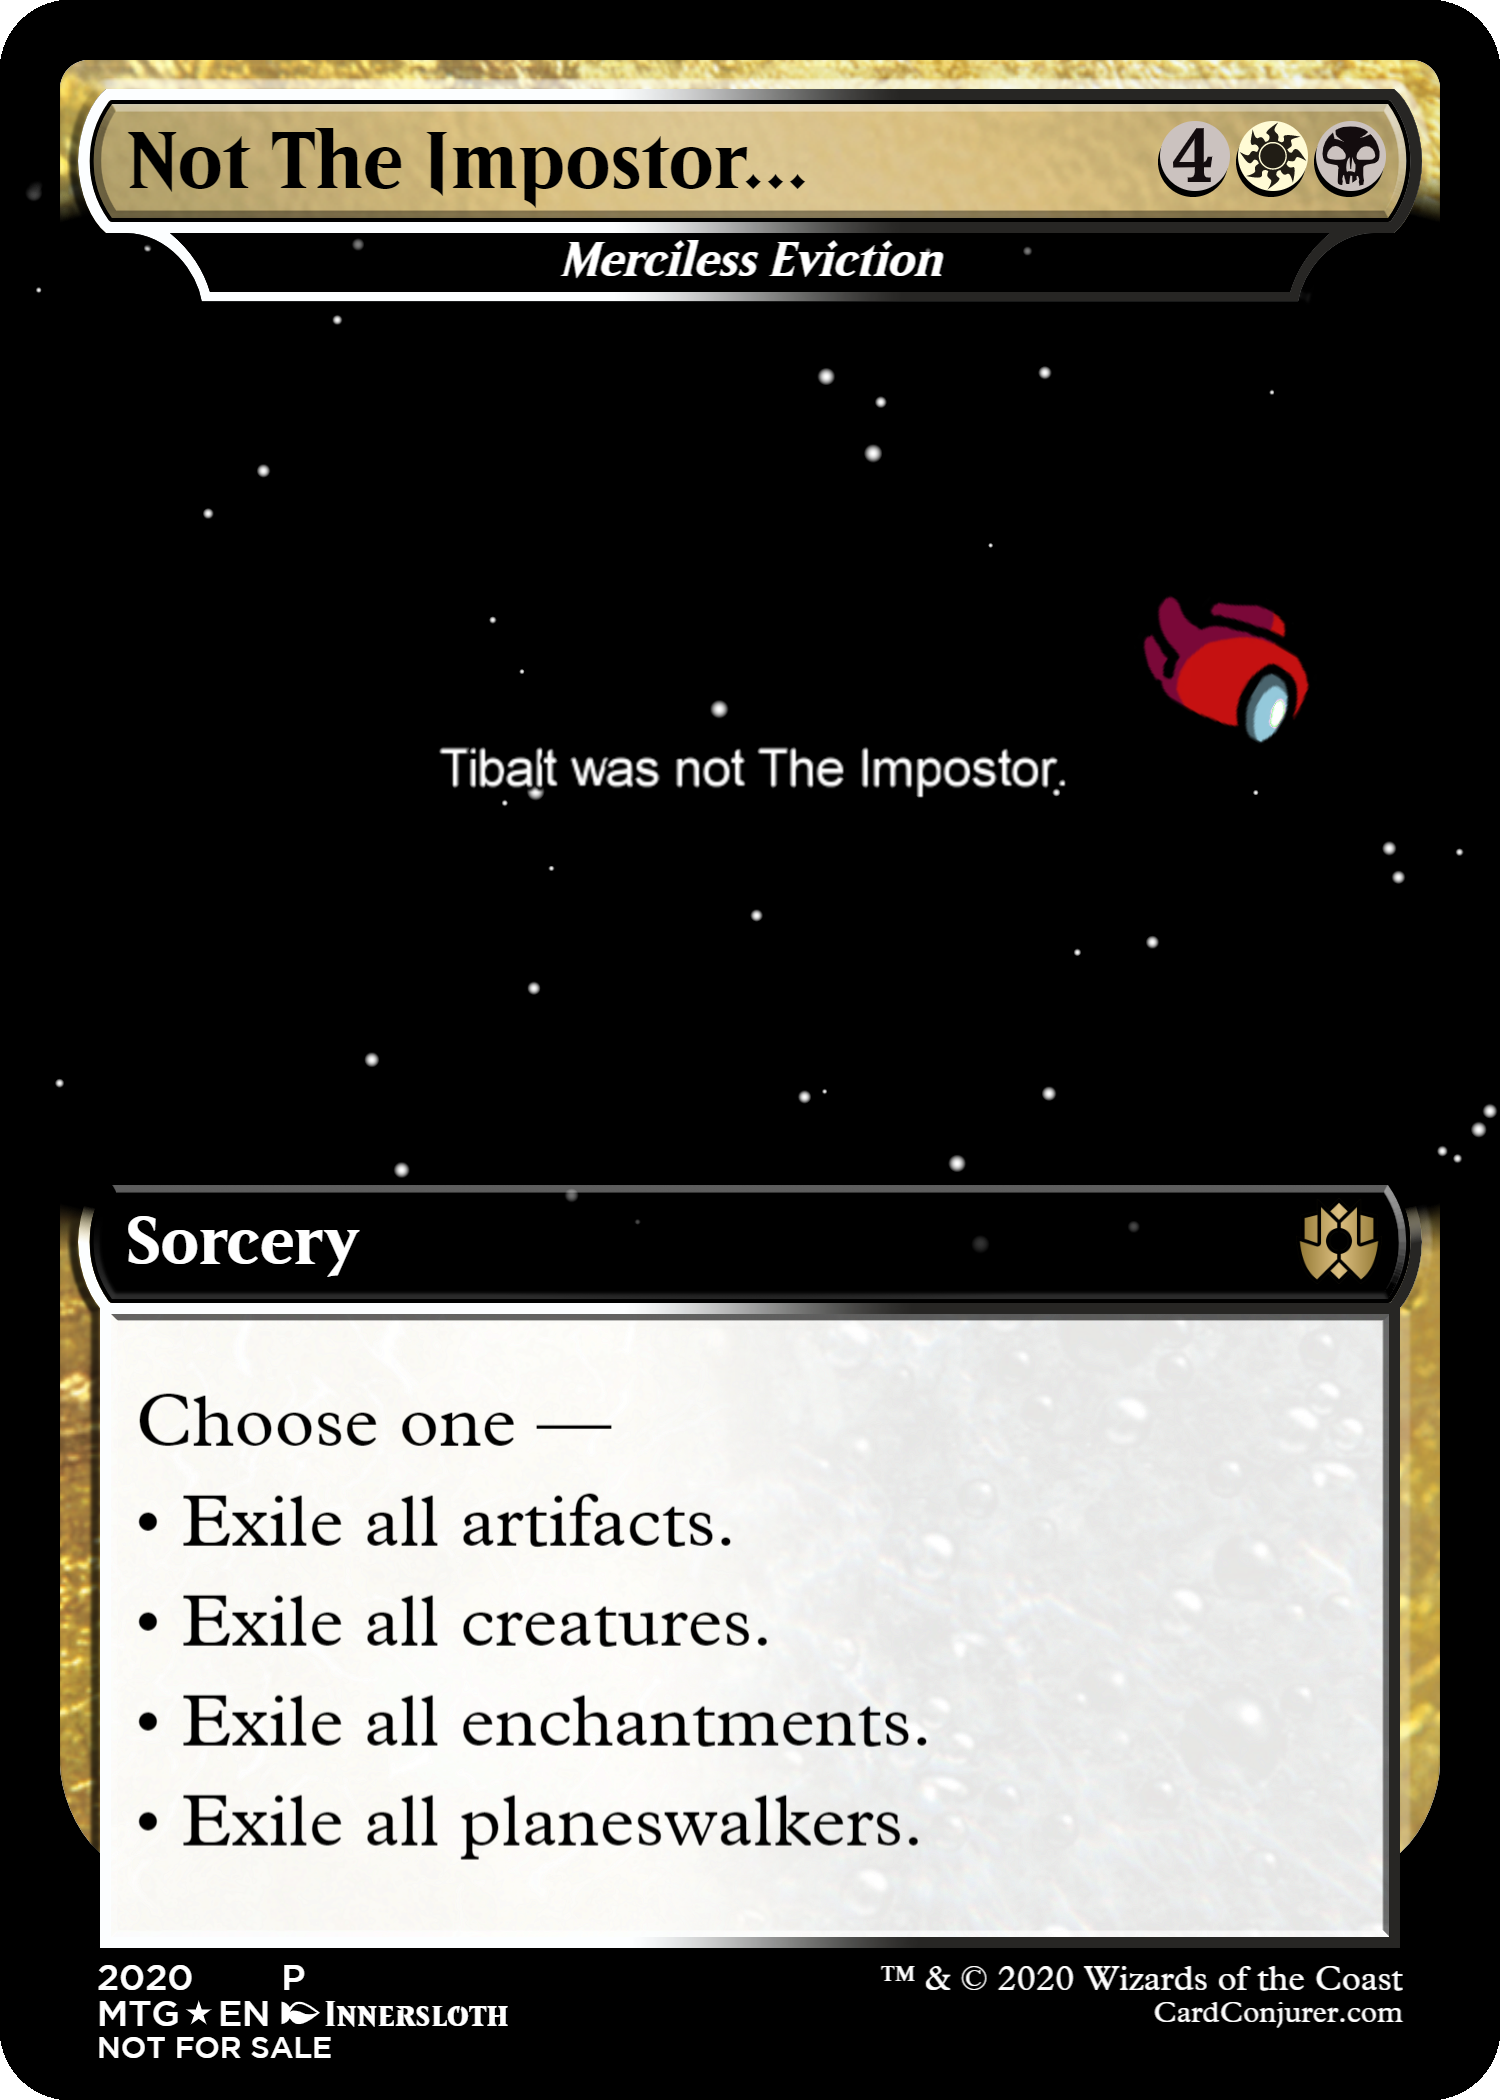 Not The Impostor...
4
Merciless Eviction
Tibalt was not The Impostor.
Sorcery
Choose one —
• Exile all artifacts.
• Exile all creatures.
• Exile all enchantments.
• Exile all planeswalkers.
2020 P
MTG★EN INNERSLOTH
NOT FOR SALE
™ & © 2020 Wizards of the Coast
CardConjurer.com